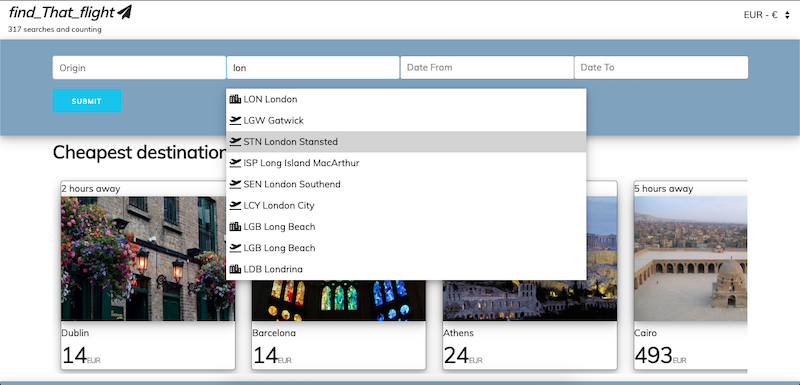 find_That_flight
317 searches and counting
EUR - €
Origin
lon
Date From
Date To
SUBMIT
LON London
LGW Gatwick
STN London Stansted
ISP Long Island MacArthur
SEN London Southend
LCY London City
LGB Long Beach
LGB Long Beach
LDB Londrina
Cheapest destination
2 hours away
5 hours away
Dublin
14EUR
Barcelona
14EUR
Athens
24EUR
Cairo
493EUR